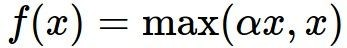 f(x) = max(αx, x)